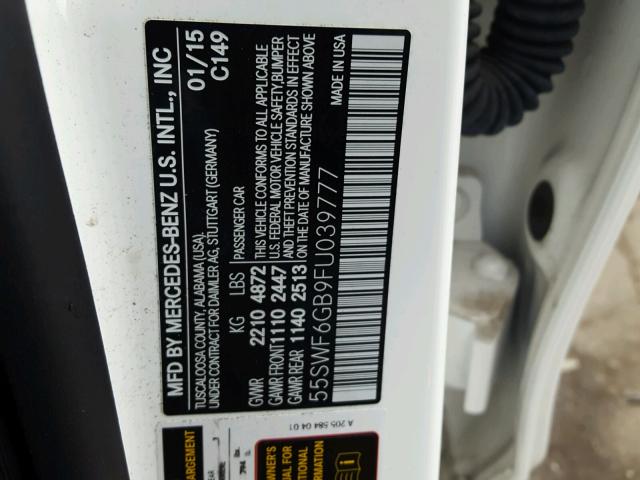 MFD BY MERCEDES-BENZ U.S. INTL., INC
TUSCALOOSA COUNTY, ALABAMA (USA)
UNDER CONTRACT FOR DAIMLER AG, STUTTGART (GERMANY)
01/15
C149
KG LBS
GVWR 2210 4872
GAWR FRONT 1110 2447
GAWR REAR 1140 2513
PASSENGER CAR
THIS VEHICLE CONFORMS TO ALL APPLICABLE
U.S. FEDERAL MOTOR VEHICLE SAFETY, BUMPER
AND THEFT PREVENTION STANDARDS IN EFFECT
ON THE DATE OF MANUFACTURE SHOWN ABOVE
55SWF6GB9FU039777
MADE IN USA
A 205 584 04 01
ARGEMENT